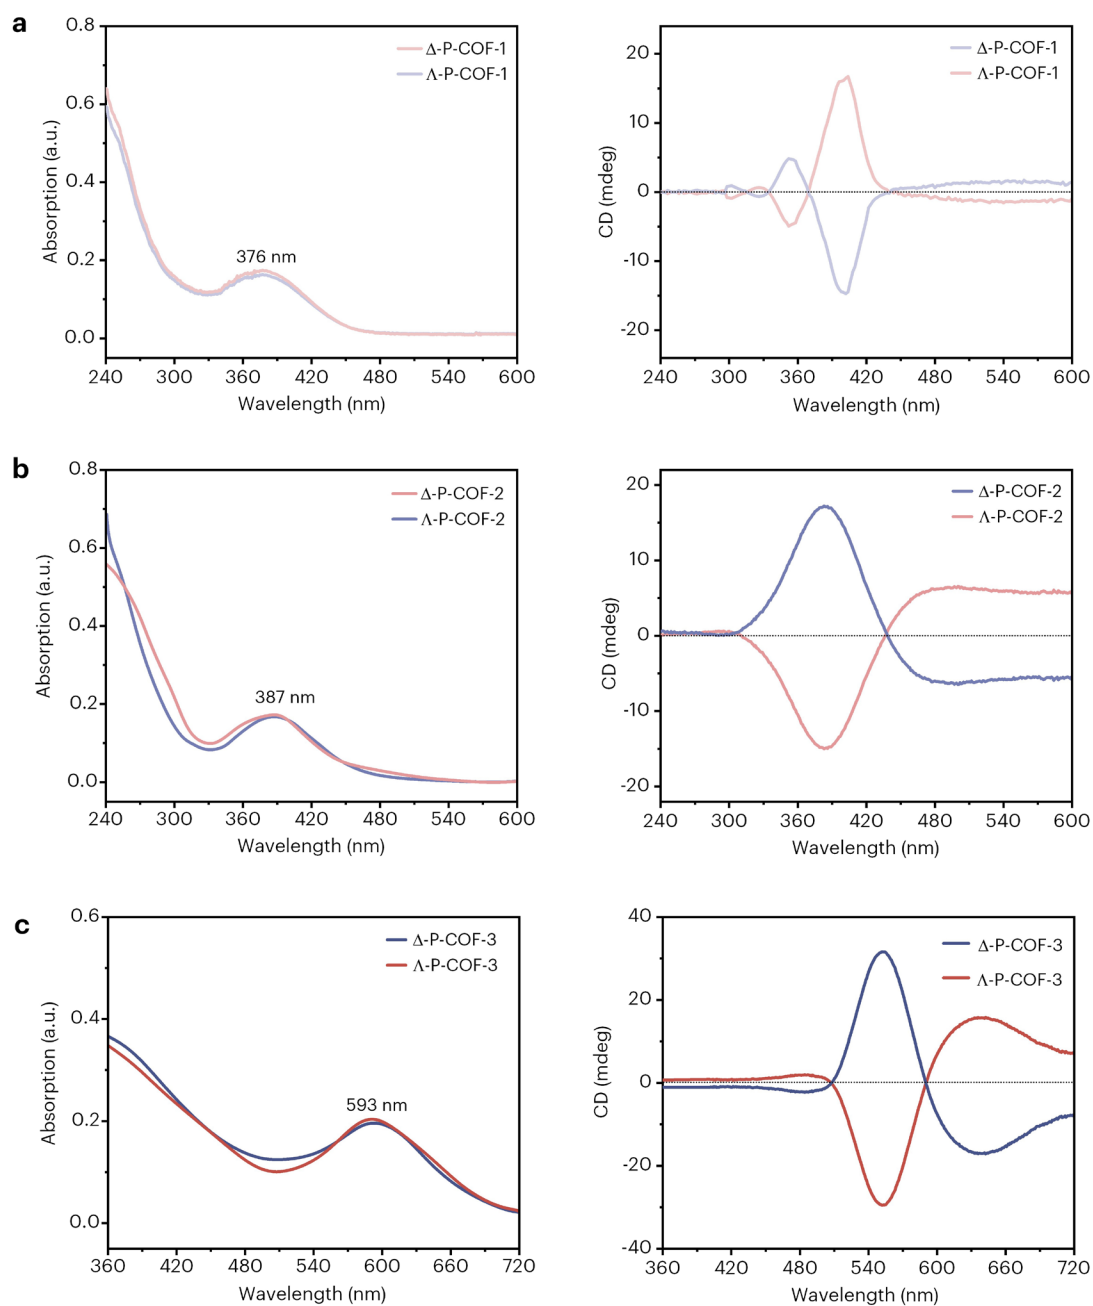 a
0.8
0.6
0.4
0.2
0.0
Absorption (a.u.)
Δ-P-COF-1
Λ-P-COF-1
376 nm
240 300 360 420 480 540 600
Wavelength (nm)
20
10
0
-10
-20
CD (mdeg)
Δ-P-COF-1
Λ-P-COF-1
240 300 360 420 480 540 600
Wavelength (nm)
b
0.8
0.6
0.4
0.2
0.0
Absorption (a.u.)
Δ-P-COF-2
Λ-P-COF-2
387 nm
240 300 360 420 480 540 600
Wavelength (nm)
20
10
0
-10
-20
CD (mdeg)
Δ-P-COF-2
Λ-P-COF-2
240 300 360 420 480 540 600
Wavelength (nm)
c
0.6
0.4
0.2
0.0
Absorption (a.u.)
Δ-P-COF-3
Λ-P-COF-3
593 nm
360 420 480 540 600 660 720
Wavelength (nm)
40
20
0
-20
-40
CD (mdeg)
Δ-P-COF-3
Λ-P-COF-3
360 420 480 540 600 660 720
Wavelength (nm)